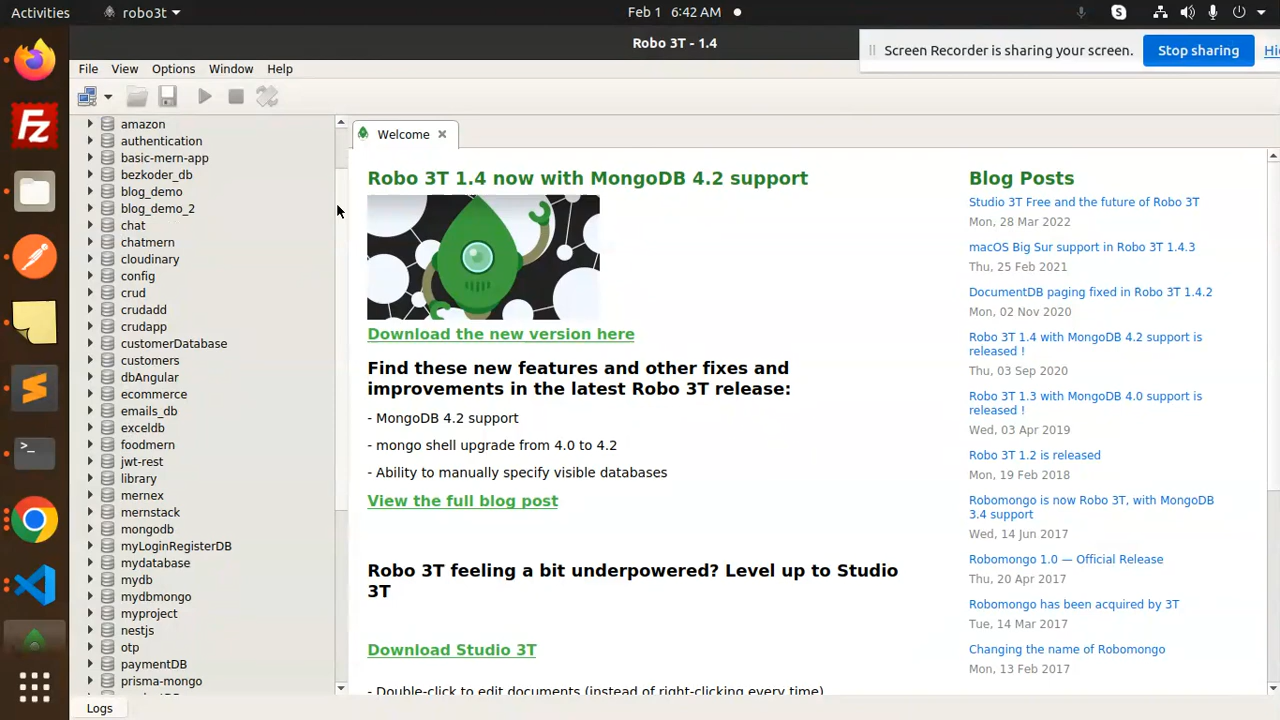 Activities
robo3t
Feb 1 6:42 AM
Robo 3T - 1.4
Screen Recorder is sharing your screen.
Stop sharing
File View Options Window Help
amazon
authentication
basic-mern-app
bezkoder_db
blog_demo
blog_demo_2
chat
chatmern
cloudinary
config
crud
crudadd
crudapp
customerDatabase
customers
dbAngular
ecommerce
emails_db
exceldb
foodmern
jwt-rest
library
mernex
mernstack
mongodb
myLoginRegisterDB
mydatabase
mydb
mydbmongo
myproject
nestjs
otp
paymentDB
prisma-mongo
Welcome
Robo 3T 1.4 now with MongoDB 4.2 support
Download the new version here
Find these new features and other fixes and
improvements in the latest Robo 3T release:
- MongoDB 4.2 support
- mongo shell upgrade from 4.0 to 4.2
- Ability to manually specify visible databases
View the full blog post
Robo 3T feeling a bit underpowered? Level up to Studio
3T
Download Studio 3T
- Double-click to edit documents (instead of right-clicking every time)
Blog Posts
Studio 3T Free and the future of Robo 3T
Mon, 28 Mar 2022
macOS Big Sur support in Robo 3T 1.4.3
Thu, 25 Feb 2021
DocumentDB paging fixed in Robo 3T 1.4.2
Mon, 02 Nov 2020
Robo 3T 1.4 with MongoDB 4.2 support is
released !
Thu, 03 Sep 2020
Robo 3T 1.3 with MongoDB 4.0 support is
released !
Wed, 03 Apr 2019
Robo 3T 1.2 is released
Mon, 19 Feb 2018
Robomongo is now Robo 3T, with MongoDB
3.4 support
Wed, 14 Jun 2017
Robomongo 1.0 — Official Release
Thu, 20 Apr 2017
Robomongo has been acquired by 3T
Tue, 14 Mar 2017
Changing the name of Robomongo
Mon, 13 Feb 2017
Logs